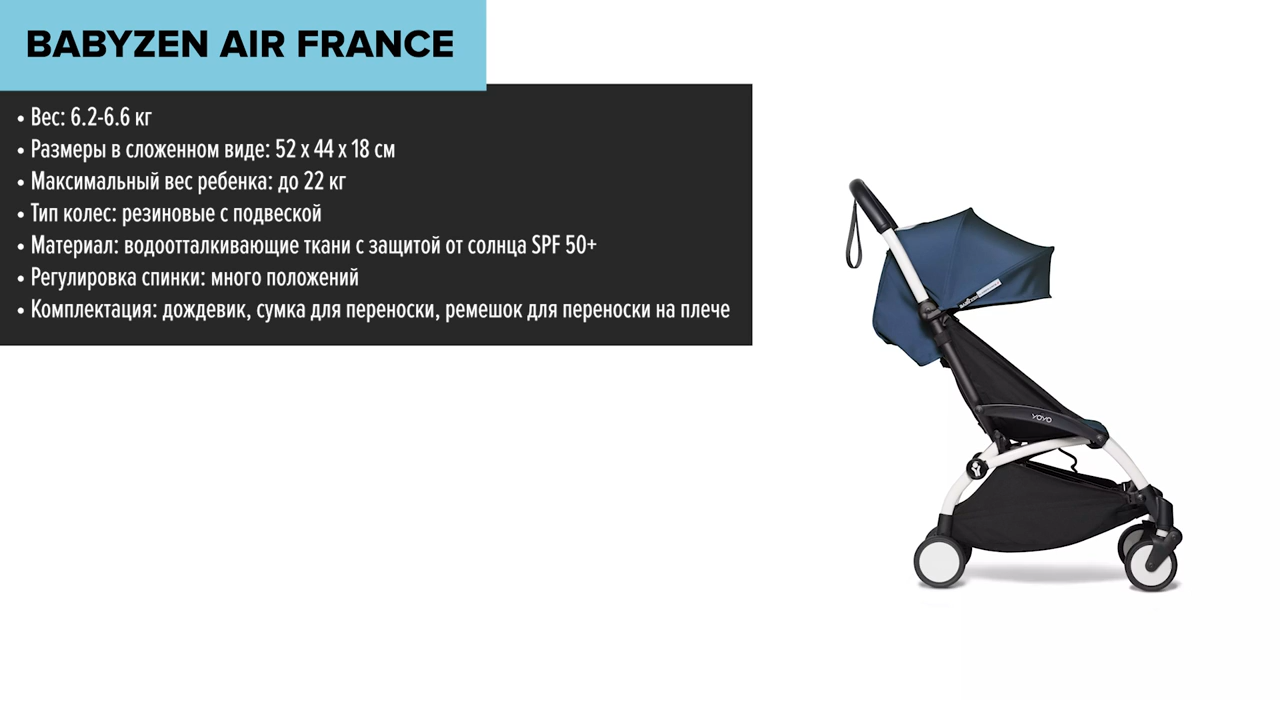 BABYZEN AIR FRANCE
• Вес: 6.2-6.6 кг
• Размеры в сложенном виде: 52 x 44 x 18 см
• Максимальный вес ребенка: до 22 кг
• Тип колес: резиновые с подвеской
• Материал: водоотталкивающие ткани с защитой от солнца SPF 50+
• Регулировка спинки: много положений
• Комплектация: дождевик, сумка для переноски, ремешок для переноски на плече
BABYZEN
YOYO